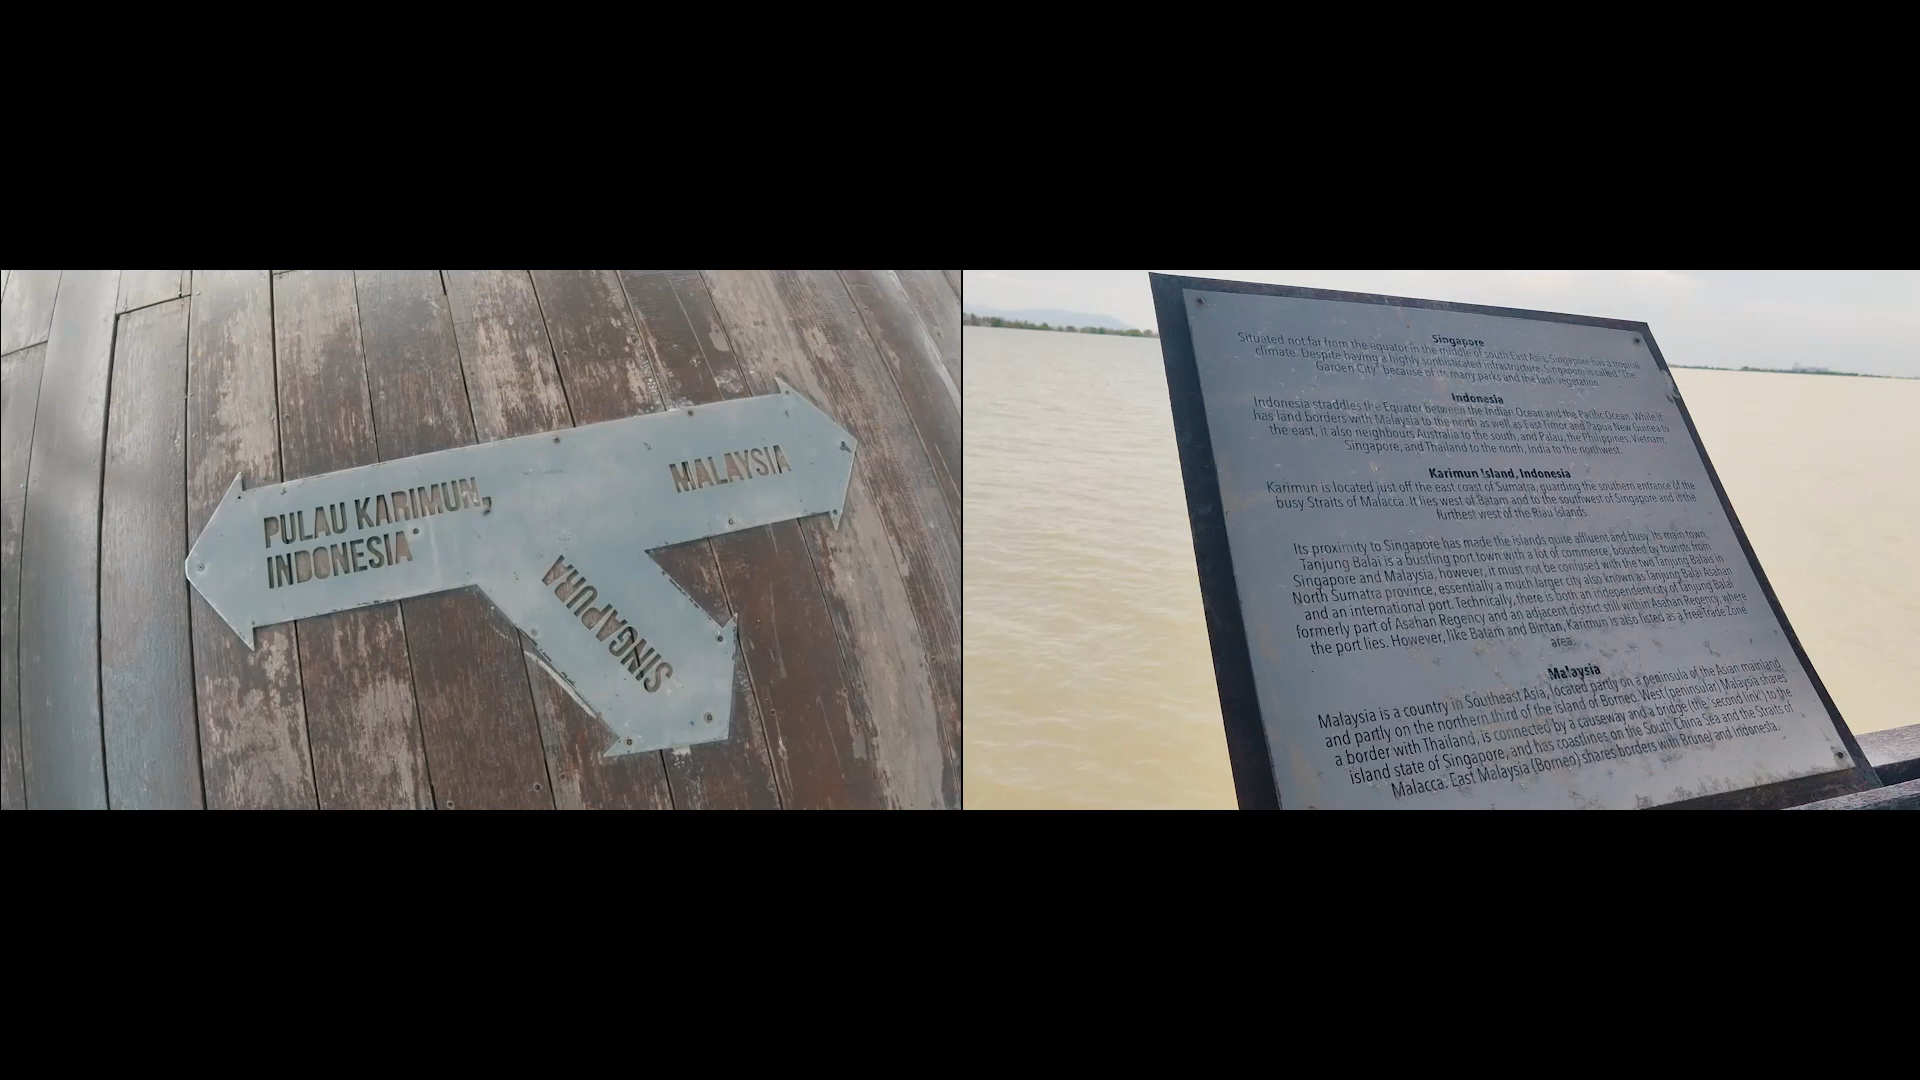 PULAU KARIMUN,
INDONESIA
MALAYSIA
SINGAPURA
Singapore
Situated not far from the equator in the middle of south East Asia, Singapore has a tropical
climate. Despite having a highly sophisticated infrastructure, Singapore is called "The
Garden City" because of its many parks and the lush vegetation.
Indonesia
Indonesia straddles the Equator between the Indian Ocean and the Pacific Ocean. While it
has land borders with Malaysia to the north as well as East Timor and Papua New Guinea to
the east, it also neighbours Australia to the south, and Palau, the Philippines, Vietnam,
Singapore, and Thailand to the north, India to the northwest.
Karimun Island, Indonesia
Karimun is located just off the east coast of Sumatra, guarding the southern entrance of the
busy Straits of Malacca. It lies west of Batam and to the southwest of Singapore and is the
furthest west of the Riau Islands.
Its proximity to Singapore has made the islands quite affluent and busy. Its main town,
Tanjung Balai is a bustling port town with a lot of commerce, boosted by tourists from
Singapore and Malaysia, however, it must not be confused with the two Tanjung Balais in
North Sumatra province, essentially a much larger city also known as Tanjung Balai Asahan
and an international port. Technically, there is both an independent city of Tanjung Balai
formerly part of Asahan Regency and an adjacent district still within Asahan Regency, where
the port lies. However, like Batam and Bintan, Karimun is also listed as a Free Trade Zone
area.
Malaysia
Malaysia is a country in Southeast Asia, located partly on a peninsula of the Asian mainland
and partly on the northern third of the island of Borneo. West (peninsular) Malaysia shares
a border with Thailand, is connected by a causeway and a bridge (the 'second link') to the
island state of Singapore, and has coastlines on the South China Sea and the Straits of
Malacca. East Malaysia (Borneo) shares borders with Brunei and Indonesia.